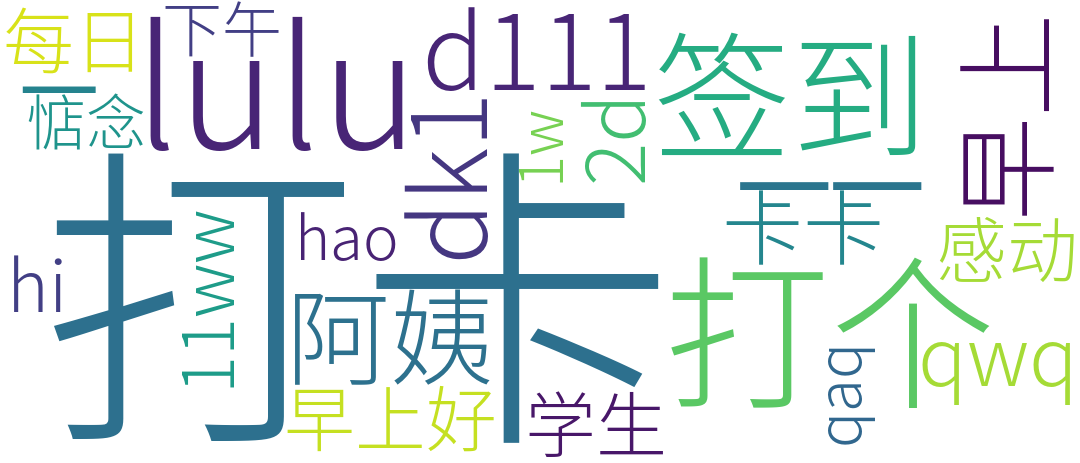 每日
下午
lulu
d111
签到
早上
惦念
dk1
1w
2d
打卡
11ww
hao
卡卡
感动
hi
阿姨
打个
qaq
qwq
早上好
学生